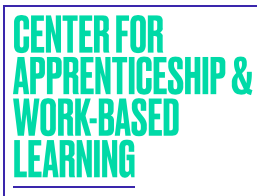 CENTER FOR
APPRENTICESHIP &
WORK-BASED
LEARNING